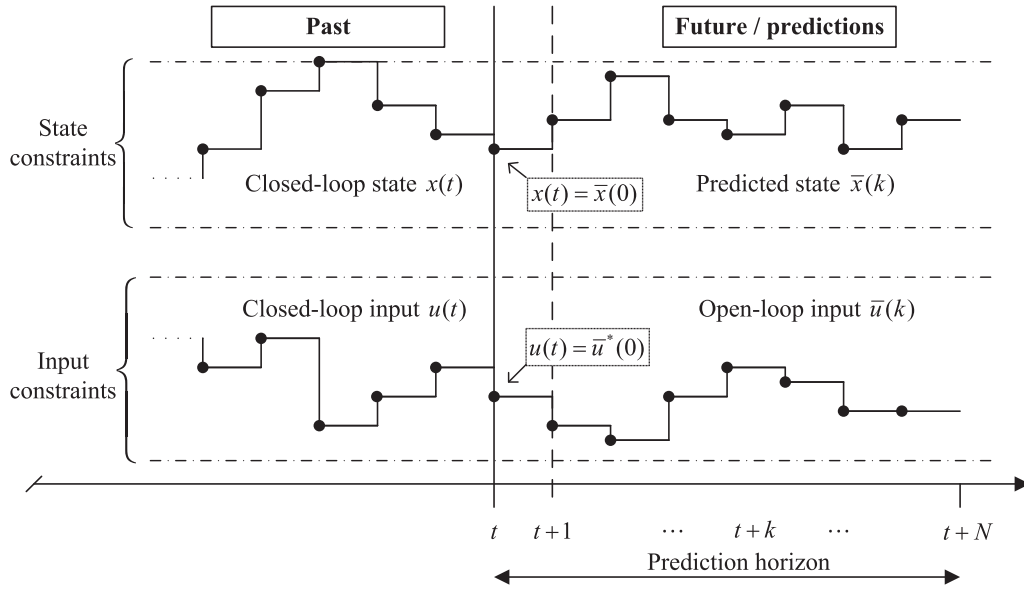 Past
Future / predictions
State
constraints
Closed-loop state x(t)
x(t) = x̅(0)
Predicted state x̅(k)
Closed-loop input u(t)
Open-loop input u̅(k)
u(t) = u̅*(0)
Input
constraints
t
t+1
...
t+k
...
t+N
Prediction horizon